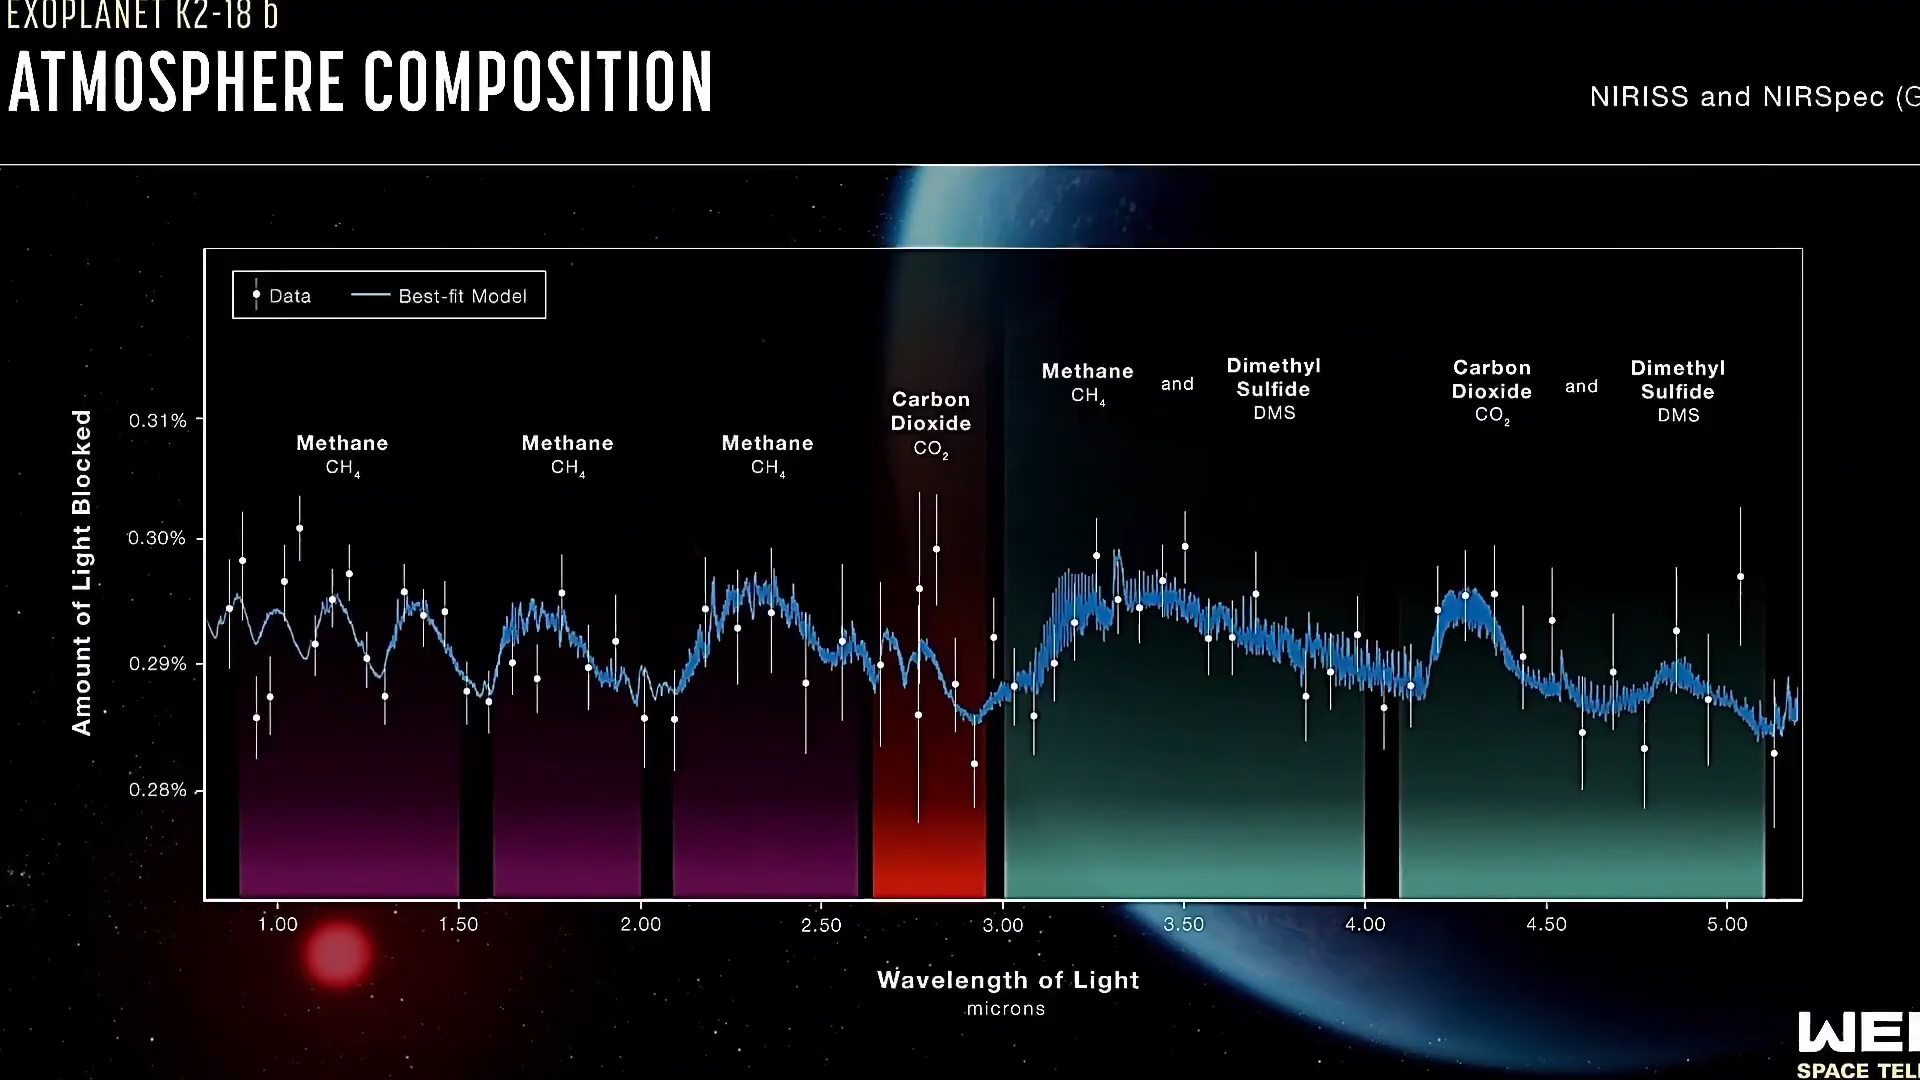 EXOPLANET K2-18 b
ATMOSPHERE COMPOSITION
NIRISS and NIRSpec (G
Data
Best-fit Model
Methane
CH₄
Methane
CH₄
Methane
CH₄
Carbon
Dioxide
CO₂
Methane
CH₄
and
Dimethyl
Sulfide
DMS
Carbon
Dioxide
CO₂
and
Dimethyl
Sulfide
DMS
Amount of Light Blocked
0.31%
0.30%
0.29%
0.28%
1.00 1.50 2.00 2.50 3.00 3.50 4.00 4.50 5.00
Wavelength of Light
microns
SPACE TEL